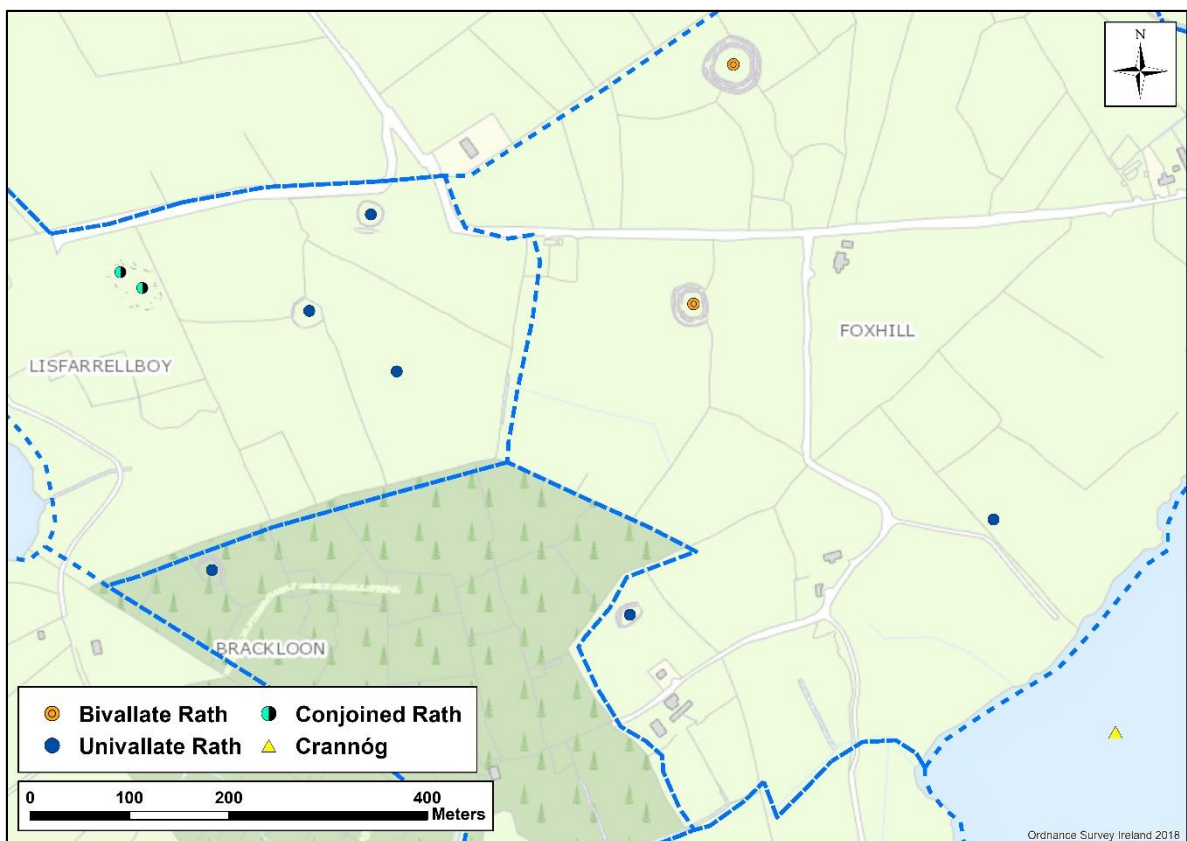 N
FOXHILL
LISFARRELLBOY
BRACKLOON
Bivallate Rath Conjoined Rath
Univallate Rath Crannóg
0 100 200 400
Meters
Ordnance Survey Ireland 2018